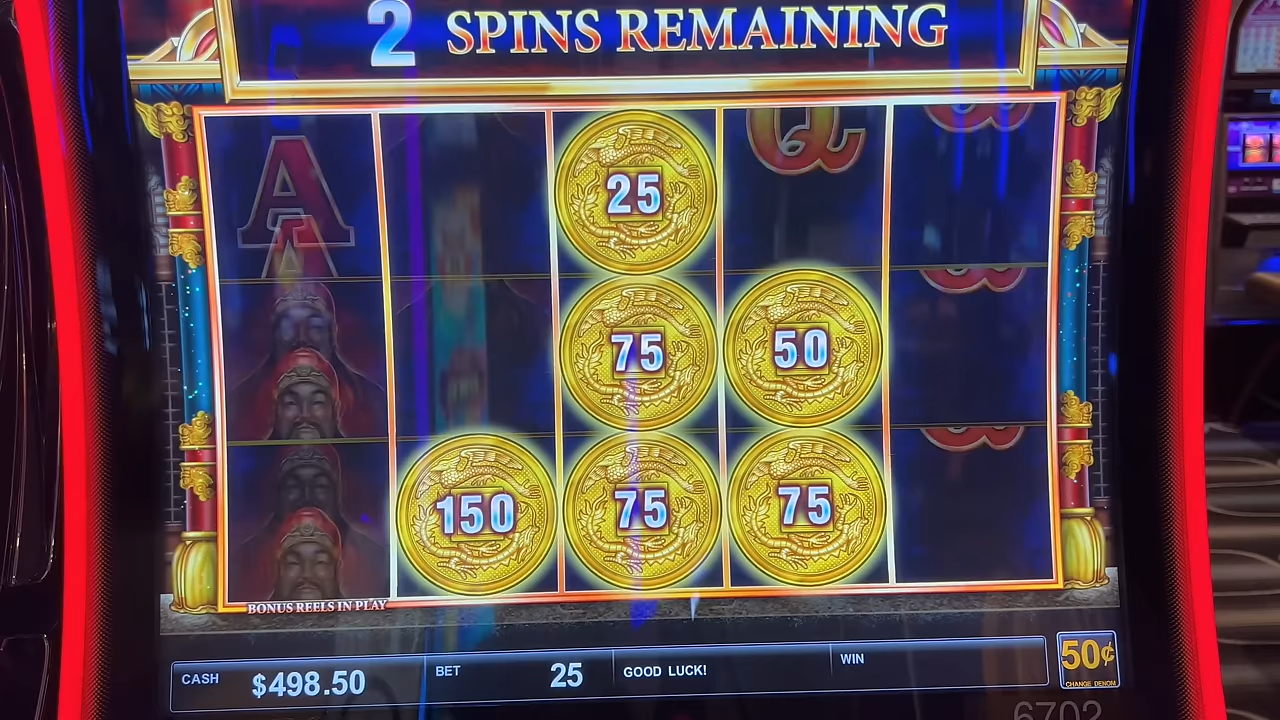 2 SPINS REMAINING
A
25
Q
75
50
150
75
75
BONUS REELS IN PLAY
CASH $498.50 BET 25 GOOD LUCK! WIN
50¢
CHANGE DENOM
6702